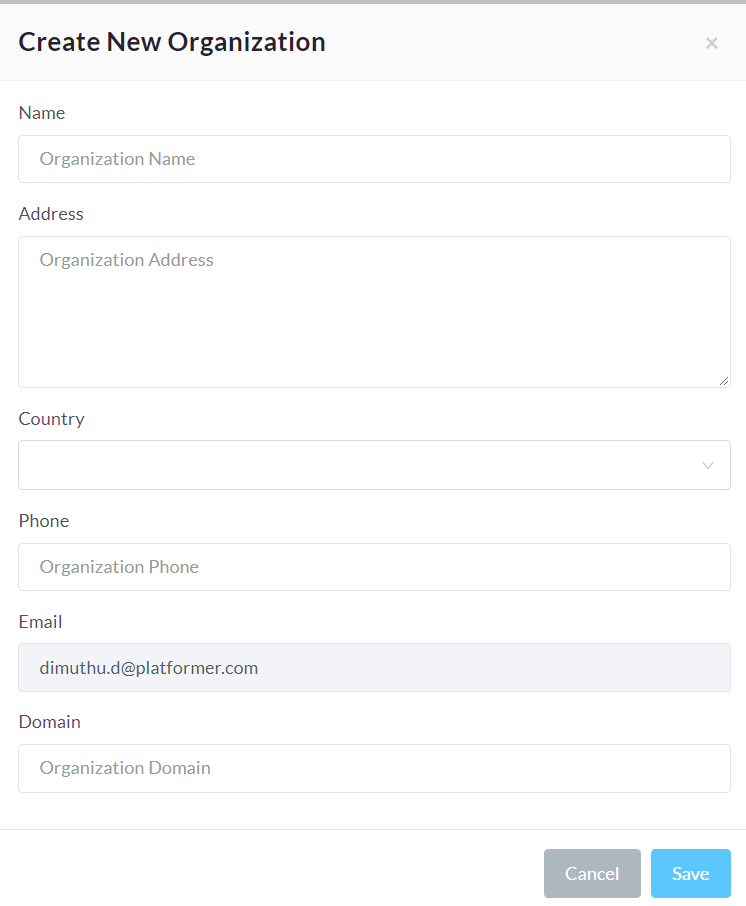 Create New Organization
Name
Organization Name
Address
Organization Address
Country
Phone
Organization Phone
Email
dimuthu.d@platformer.com
Domain
Organization Domain
Cancel Save